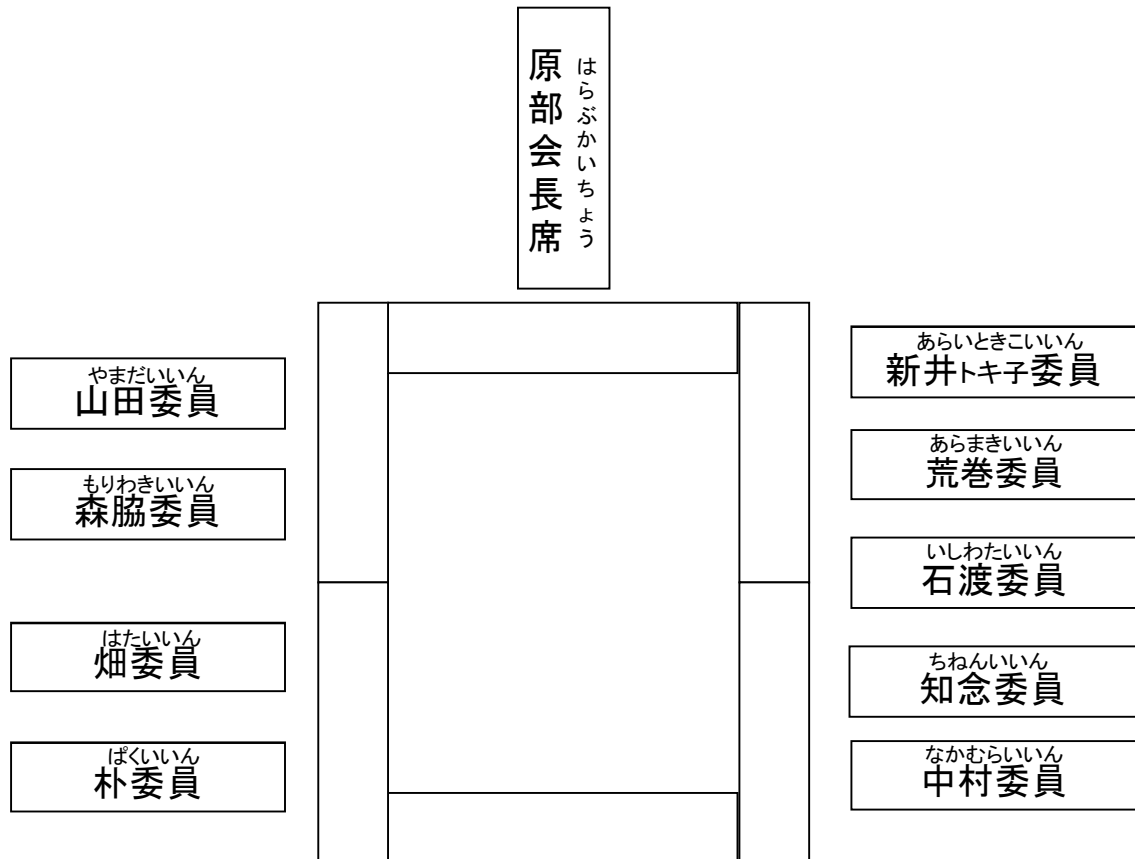 はらぶかいちょう
原部会長席
やまだいいん
山田委員
もりわきいいん
森脇委員
はたいいん
畑委員
ぱくいいん
朴委員
あらいときこいいん
新井トキ子委員
あらまきいいん
荒巻委員
いしわたいいん
石渡委員
ちねんいいん
知念委員
なかむらいいん
中村委員